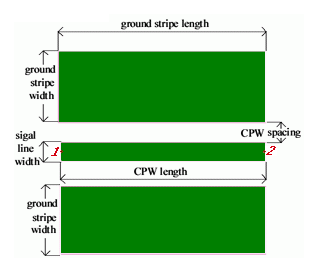 ground stripe length
ground
stripe
width
CPW spacing
sigal
line
width
1
2
CPW length
ground
stripe
width